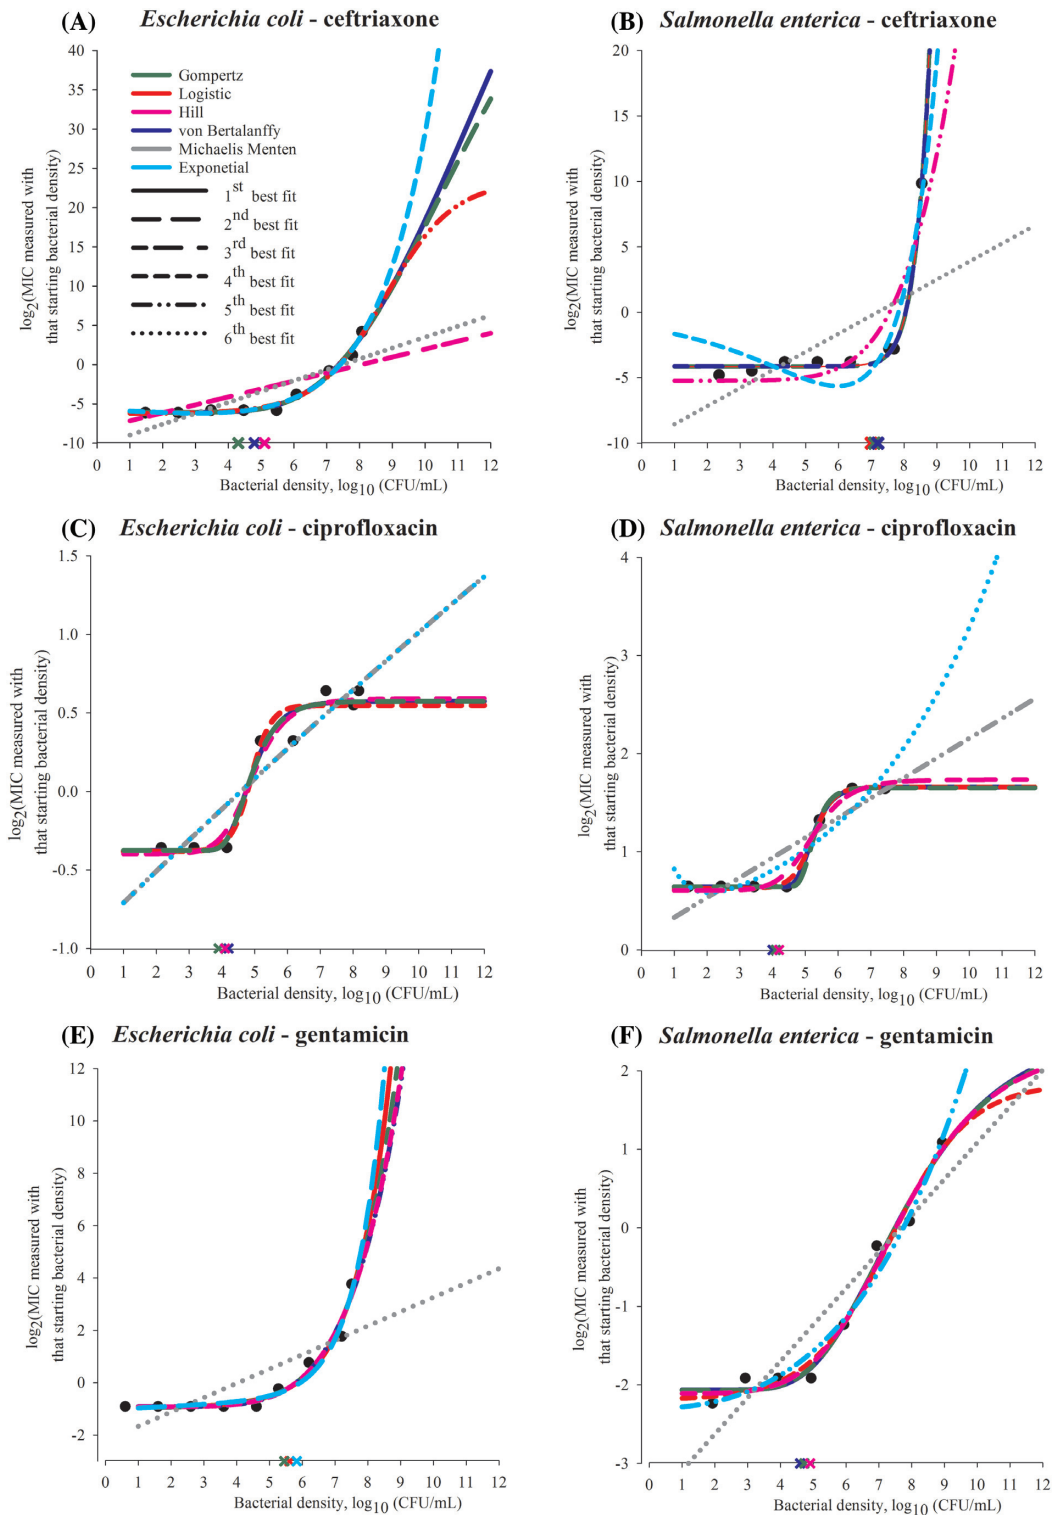 (A) Escherichia coli - ceftriaxone
log2(MIC measured with
that starting bacterial density)
40
35
30
25
20
15
10
5
0
-5
-10
Gompertz
Logistic
Hill
von Bertalanffy
Michaelis Menten
Exponetial
1st best fit
2nd best fit
3rd best fit
4th best fit
5th best fit
6th best fit
0 1 2 3 4 5 6 7 8 9 10 11 12
Bacterial density, log10 (CFU/mL)
(B) Salmonella enterica - ceftriaxone
log2(MIC measured with
that starting bacterial density)
20
15
10
5
0
-5
-10
0 1 2 3 4 5 6 7 8 9 10 11 12
Bacterial density, log10 (CFU/mL)
(C) Escherichia coli - ciprofloxacin
log2(MIC measured with
that starting bacterial density)
1.5
1.0
0.5
0.0
-0.5
-1.0
0 1 2 3 4 5 6 7 8 9 10 11 12
Bacterial density, log10 (CFU/mL)
(D) Salmonella enterica - ciprofloxacin
log2(MIC measured with
that starting bacterial density)
4
3
2
1
0
0 1 2 3 4 5 6 7 8 9 10 11 12
Bacterial density, log10 (CFU/mL)
(E) Escherichia coli - gentamicin
log2(MIC measured with
that starting bacterial density)
12
10
8
6
4
2
0
-2
0 1 2 3 4 5 6 7 8 9 10 11 12
Bacterial density, log10 (CFU/mL)
(F) Salmonella enterica - gentamicin
log2(MIC measured with
that starting bacterial density)
2
1
0
-1
-2
-3
0 1 2 3 4 5 6 7 8 9 10 11 12
Bacterial density, log10 (CFU/mL)